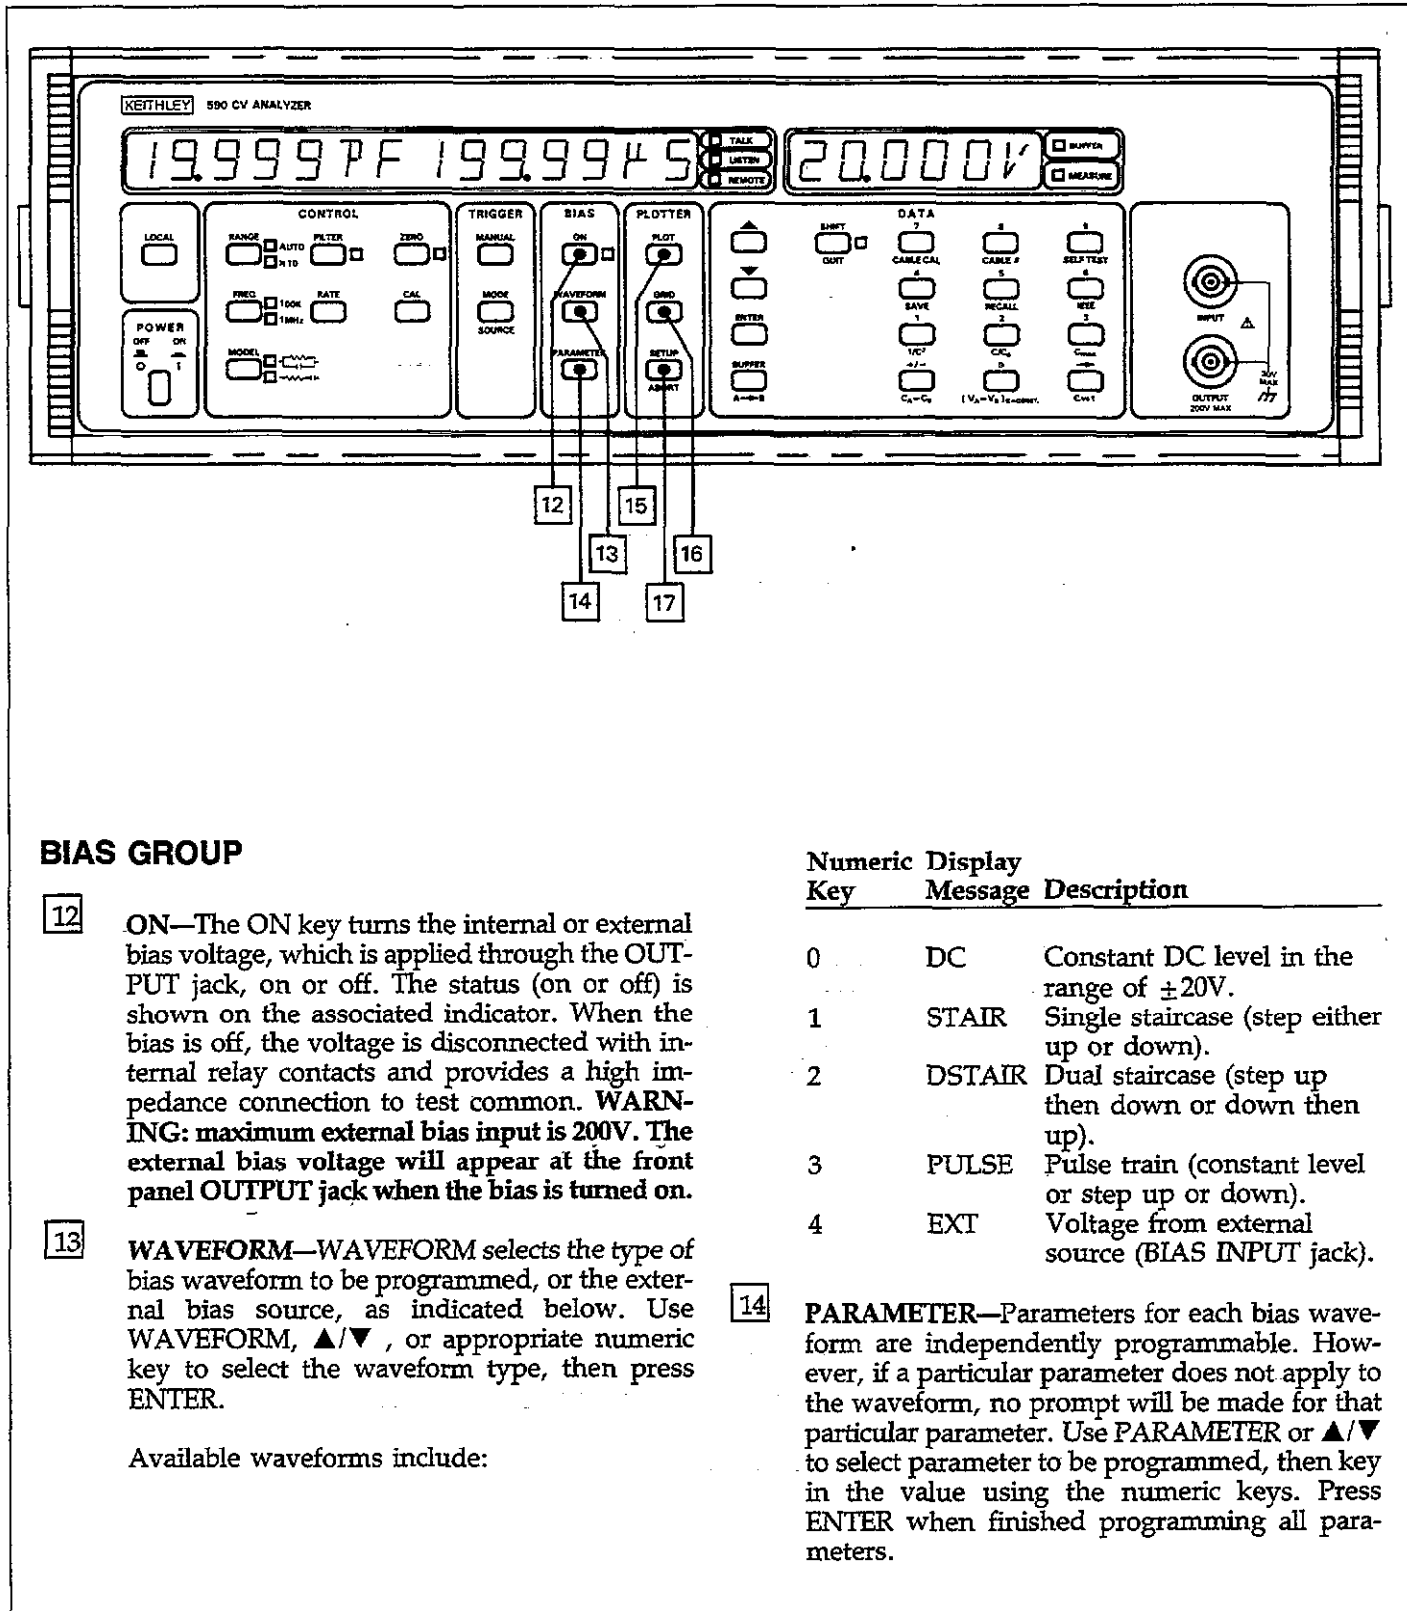 KEITHLEY 590 CV ANALYZER
19.999PF 199.99µS
TALK
LISTEN
REMOTE
20.000V
BUFFER
MEASURE
LOCAL
POWER
OFF ON
CONTROL
RANGE AUTO X10 FILTER ZERO
FREQ 100K 1MHz RATE CAL
MODEL
TRIGGER
MANUAL
MODE
SOURCE
BIAS
ON
WAVEFORM
PARAMETER
PLOTTER
PLOT
GRID
SETUP
ABORT
DATA
▲
▼
ENTER
BUFFER
SHIFT
QUIT
7 8 9
CABLE CAL CABLE # SELF TEST
4 5 6
SAVE RECALL IEEE
1 2 3
1/C² C/C₀ Cmax
+/- 0
A↔B Cᴀ−Cʙ [Vᴀ−Vʙ]c=const. C vs t
INPUT
OUTPUT
200V MAX
30V
MAX
12 15
13 16
14 17
BIAS GROUP
12 ON—The ON key turns the internal or external
bias voltage, which is applied through the OUT-
PUT jack, on or off. The status (on or off) is
shown on the associated indicator. When the
bias is off, the voltage is disconnected with in-
ternal relay contacts and provides a high im-
pedance connection to test common. WARN-
ING: maximum external bias input is 200V. The
external bias voltage will appear at the front
panel OUTPUT jack when the bias is turned on.
13 WAVEFORM—WAVEFORM selects the type of
bias waveform to be programmed, or the exter-
nal bias source, as indicated below. Use
WAVEFORM, ▲/▼ , or appropriate numeric
key to select the waveform type, then press
ENTER.
Available waveforms include:
Numeric Display
Key Message Description
0 DC Constant DC level in the
range of ±20V.
1 STAIR Single staircase (step either
up or down).
2 DSTAIR Dual staircase (step up
then down or down then
up).
3 PULSE Pulse train (constant level
or step up or down).
4 EXT Voltage from external
source (BIAS INPUT jack).
14 PARAMETER—Parameters for each bias wave-
form are independently programmable. How-
ever, if a particular parameter does not apply to
the waveform, no prompt will be made for that
particular parameter. Use PARAMETER or ▲/▼
to select parameter to be programmed, then key
in the value using the numeric keys. Press
ENTER when finished programming all para-
meters.